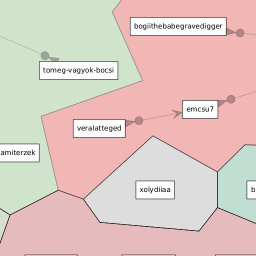 bogiithebabegravedigger
tomeg-vagyok-bocsi
emcsu7
veralatteged
amiterzek
xolydiiaa
b